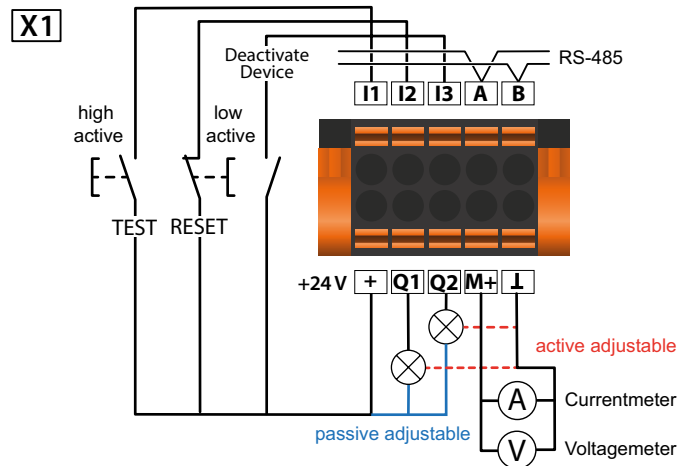 X1
Deactivate
Device
RS-485
I1 I2 I3 A B
high
active
low
active
TEST RESET
+24 V + Q1 Q2 M+ ⊥
active adjustable
passive adjustable
A Currentmeter
V Voltagemeter